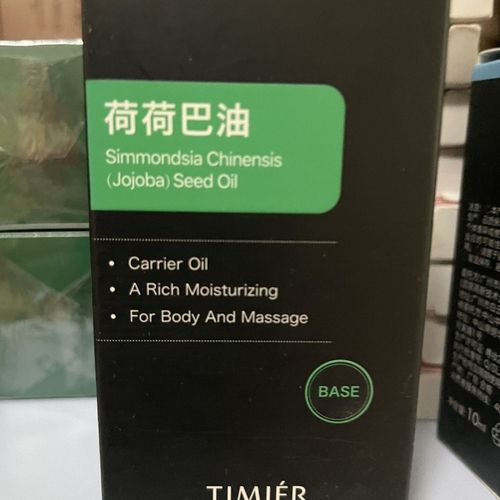 荷荷巴油
Simmondsia Chinensis
(Jojoba) Seed Oil
• Carrier Oil
• A Rich Moisturizing
• For Body And Massage
BASE
TIMIÉR
10ml